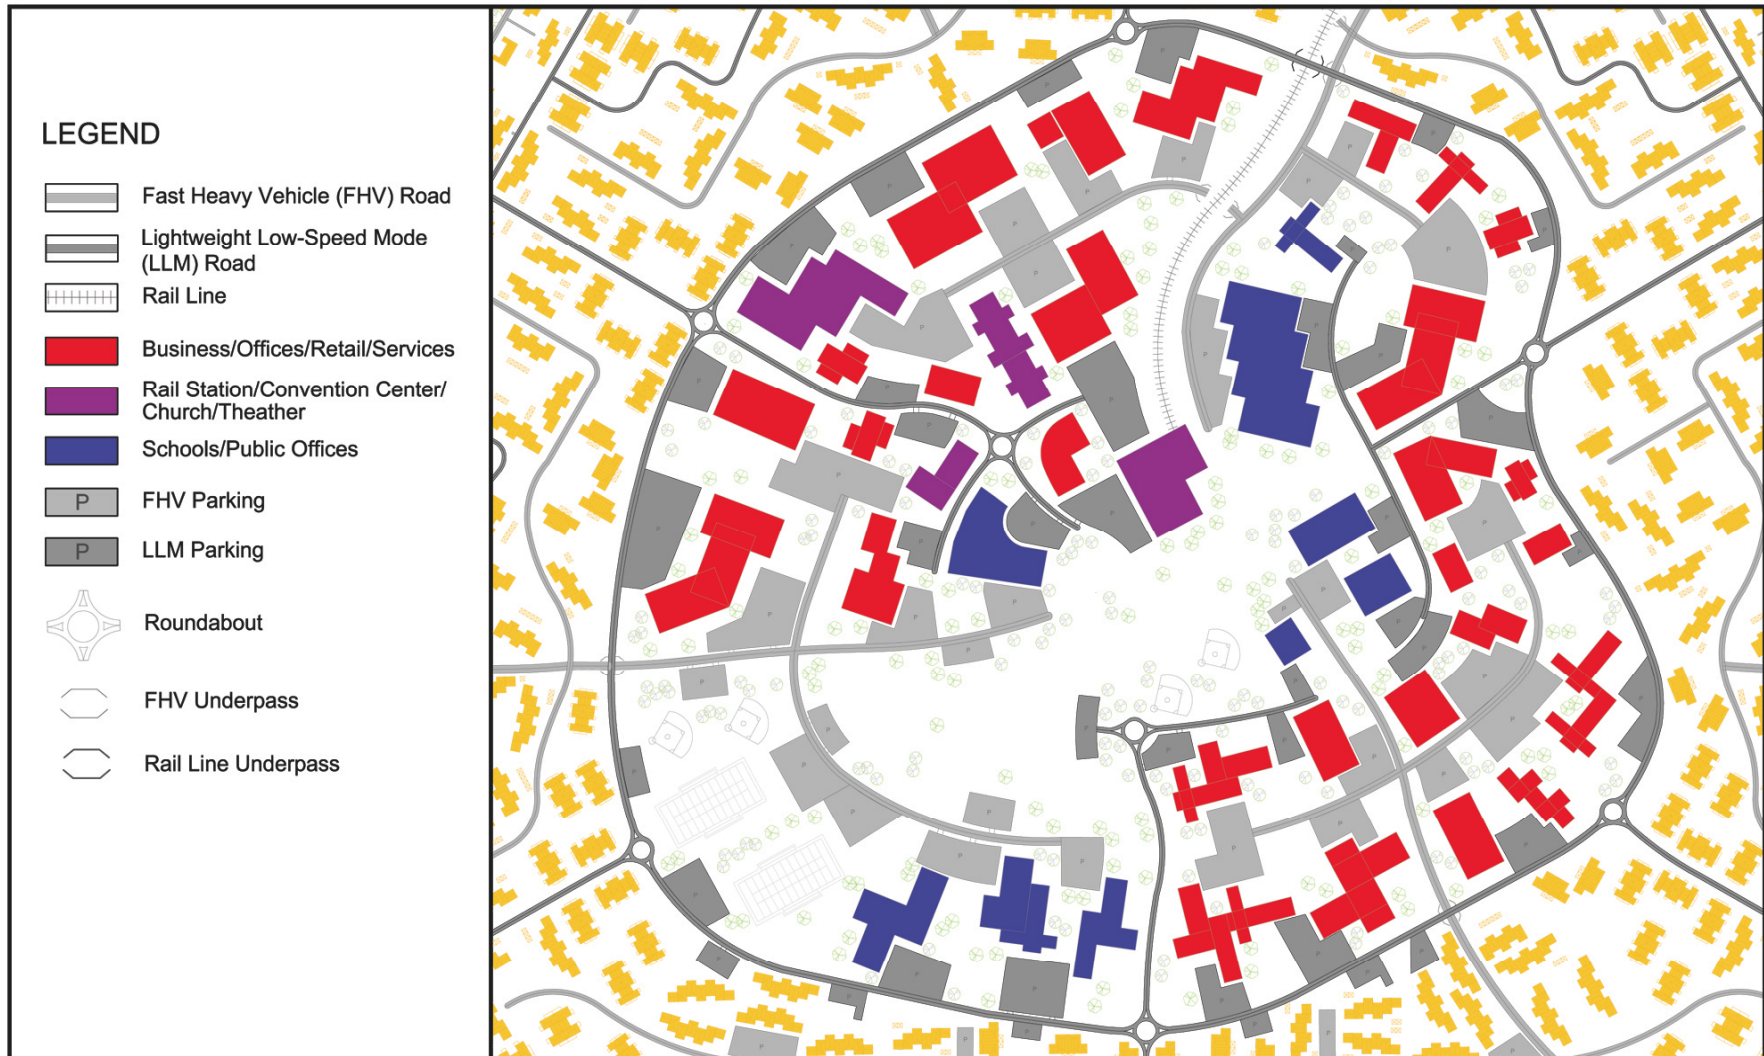 LEGEND
Fast Heavy Vehicle (FHV) Road
Lightweight Low-Speed Mode
(LLM) Road
Rail Line
Business/Offices/Retail/Services
Rail Station/Convention Center/
Church/Theather
Schools/Public Offices
P FHV Parking
P LLM Parking
Roundabout
FHV Underpass
Rail Line Underpass